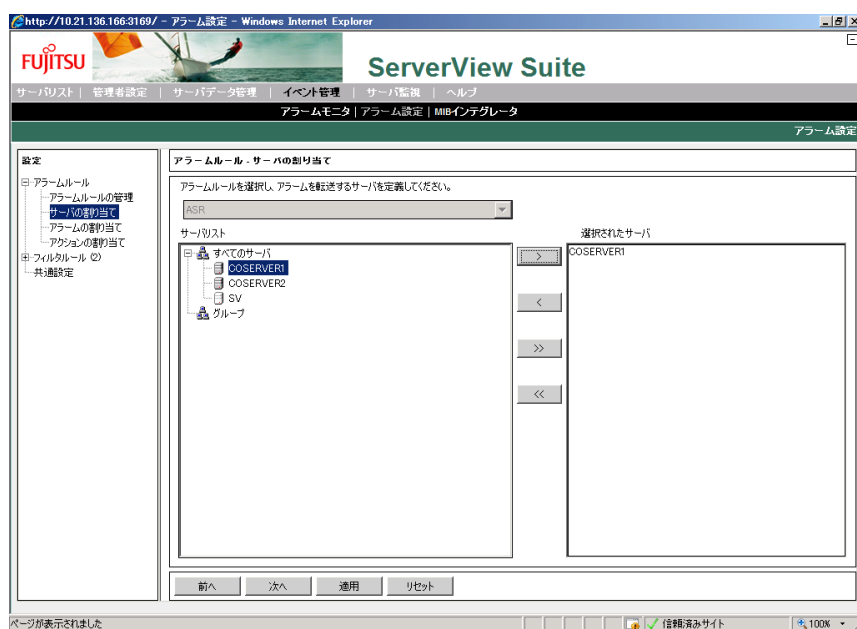 http://10.21.136.166:3169/ - アラーム設定 - Windows Internet Explorer
FUJITSU
ServerView Suite
サーバリスト | 管理者設定 | サーバデータ管理 | イベント管理 | サーバ監視 | ヘルプ
アラームモニタ | アラーム設定 | MIBインテグレータ
アラーム設定
設定
アラームルール
アラームルールの管理
サーバの割り当て
アラームの割り当て
アクションの割り当て
フィルタルール (2)
共通設定
アラームルール - サーバの割り当て
アラームルールを選択し、アラームを転送するサーバを定義してください。
ASR
サーバリスト
選択されたサーバ
すべてのサーバ
COSERVER1
COSERVER2
SV
グループ
>
<
>>
<<
COSERVER1
前へ
次へ
適用
リセット
ページが表示されました
信頼済みサイト
100%